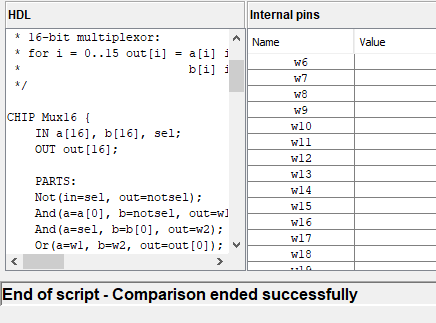 HDL
* 16-bit multiplexor:
* for i = 0..15 out[i] = a[i] i
* b[i] i
*/
CHIP Mux16 {
IN a[16], b[16], sel;
OUT out[16];
PARTS:
Not(in=sel, out=notsel);
And(a=a[0], b=notsel, out=w1
And(a=sel, b=b[0], out=w2);
Or(a=w1, b=w2, out=out[0]);
Internal pins
Name Value
w6
w7
w8
w9
w10
w11
w12
w13
w14
w15
w16
w17
w18
w19
End of script - Comparison ended successfully